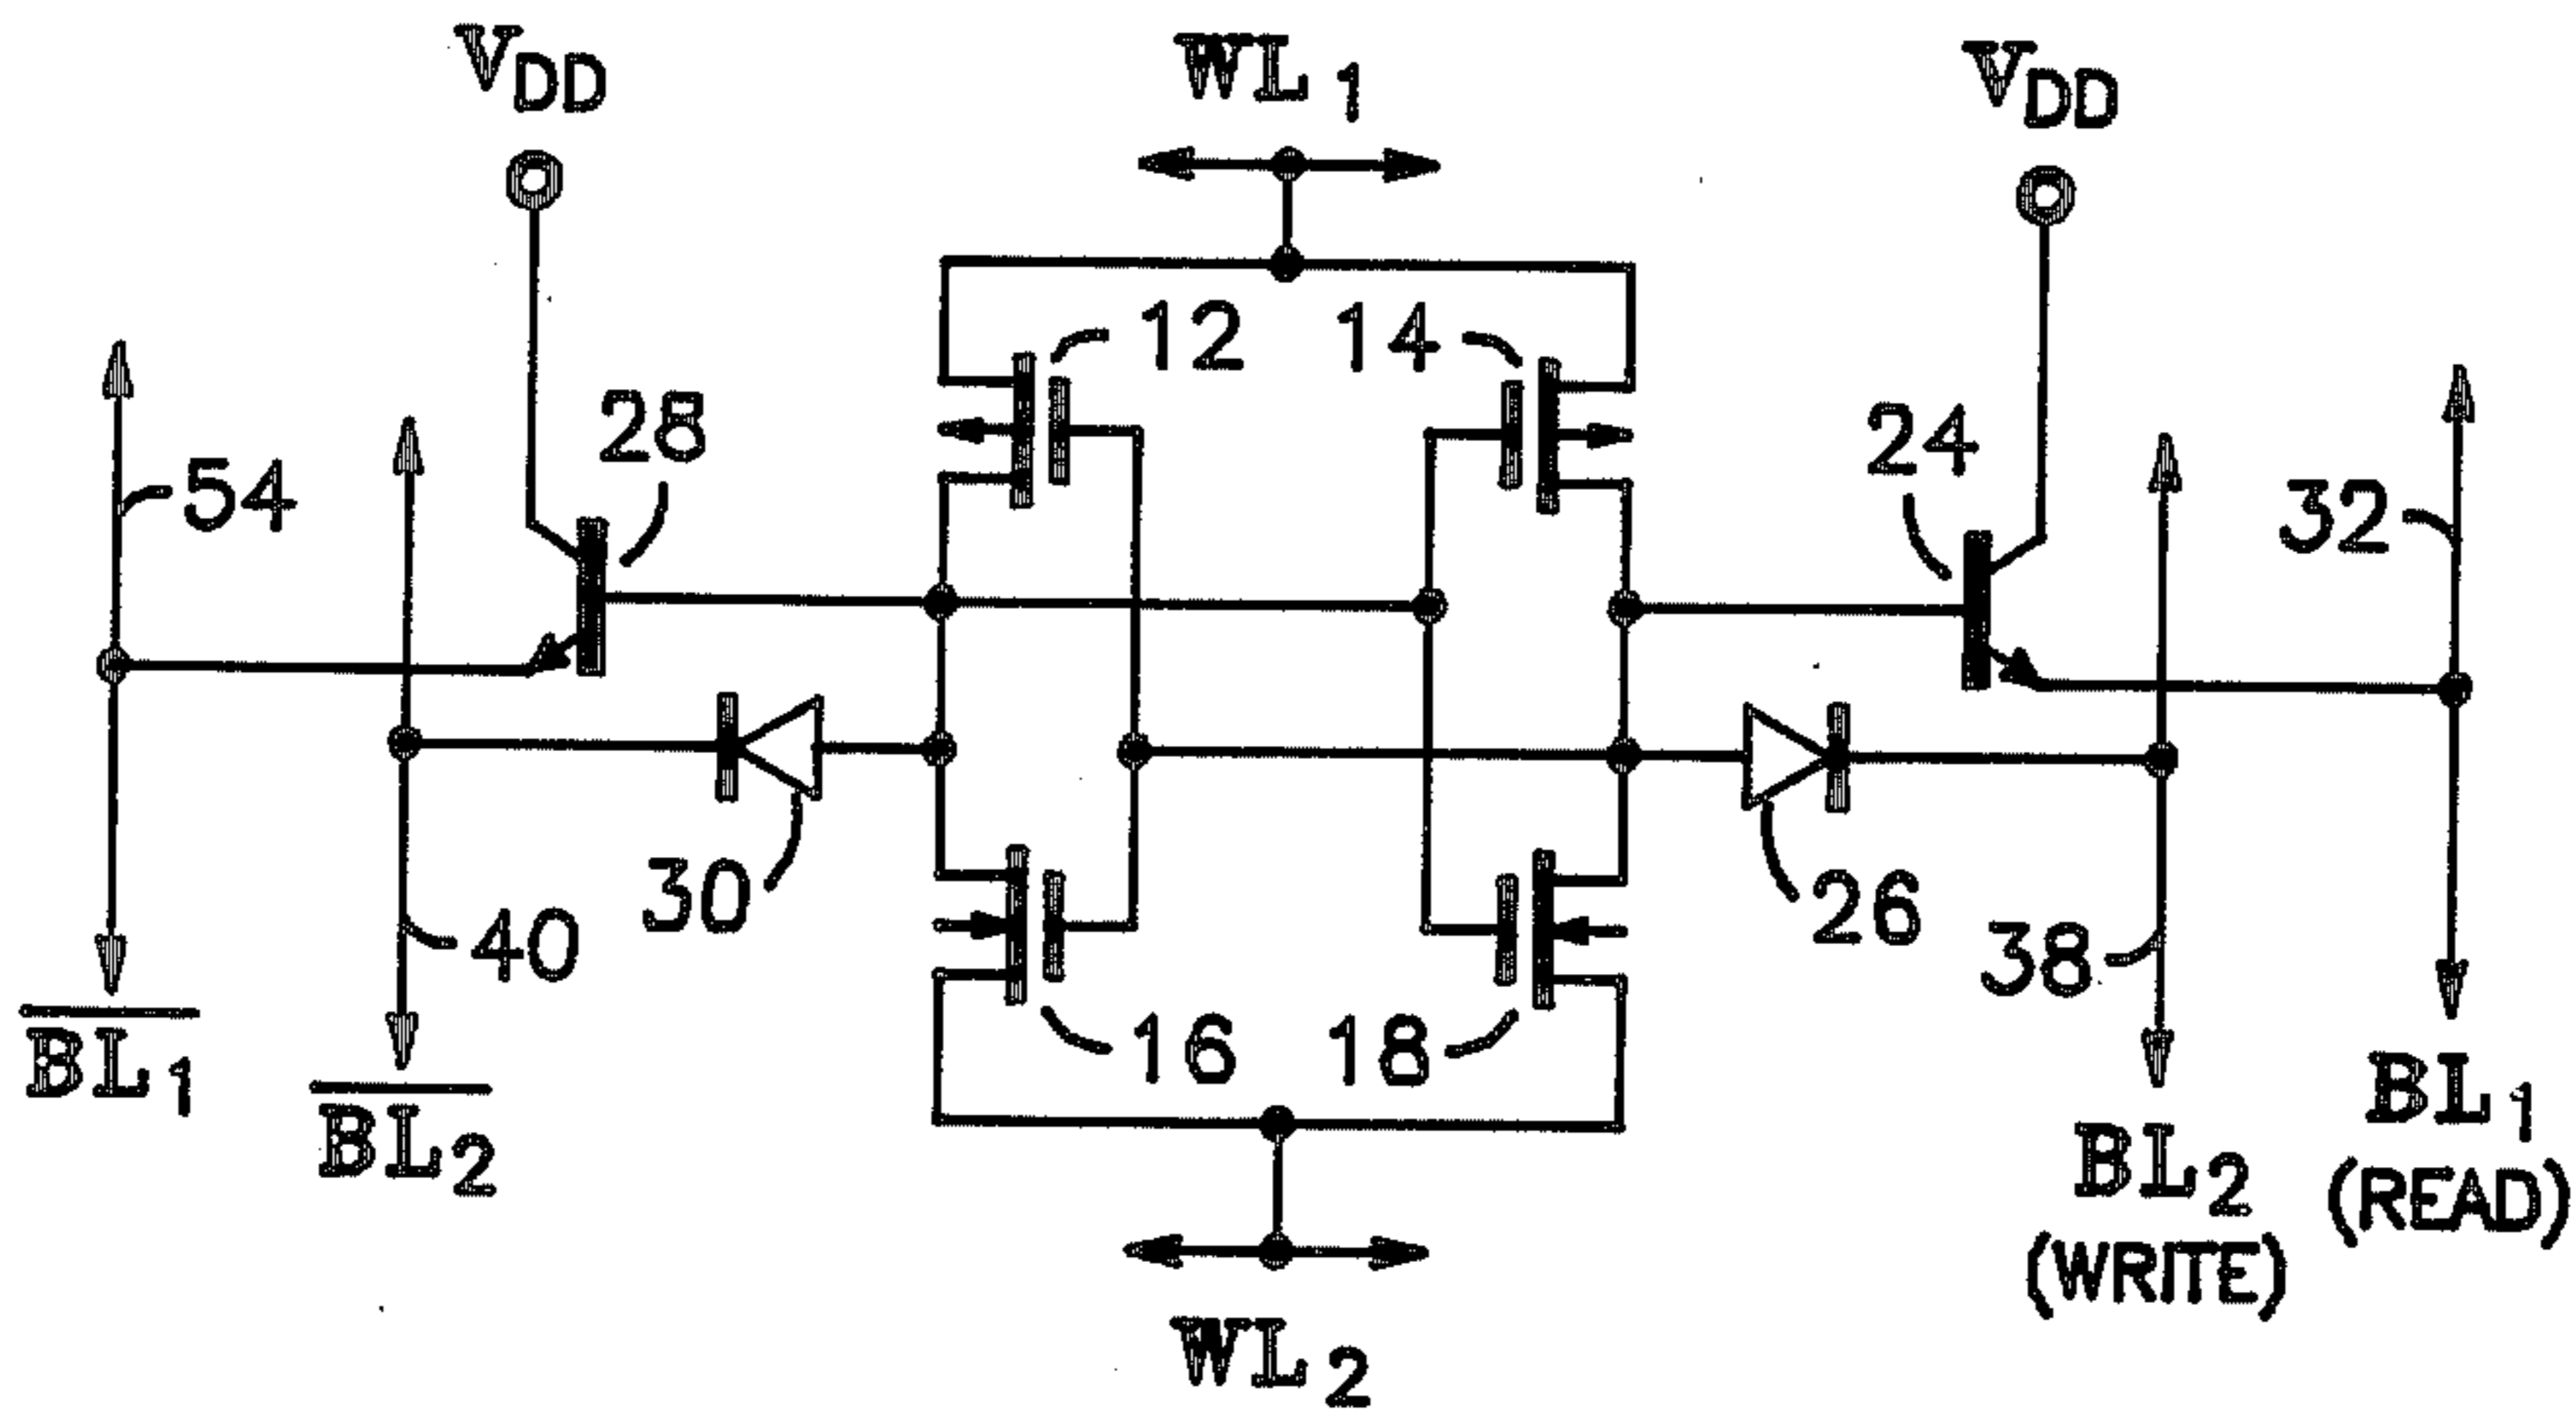 VDD
WL1
VDD
12
14
28
24
54
32
30
26
40
38
16
18
BL1
BL2
BL1
(READ)
BL2
(WRITE)
WL2